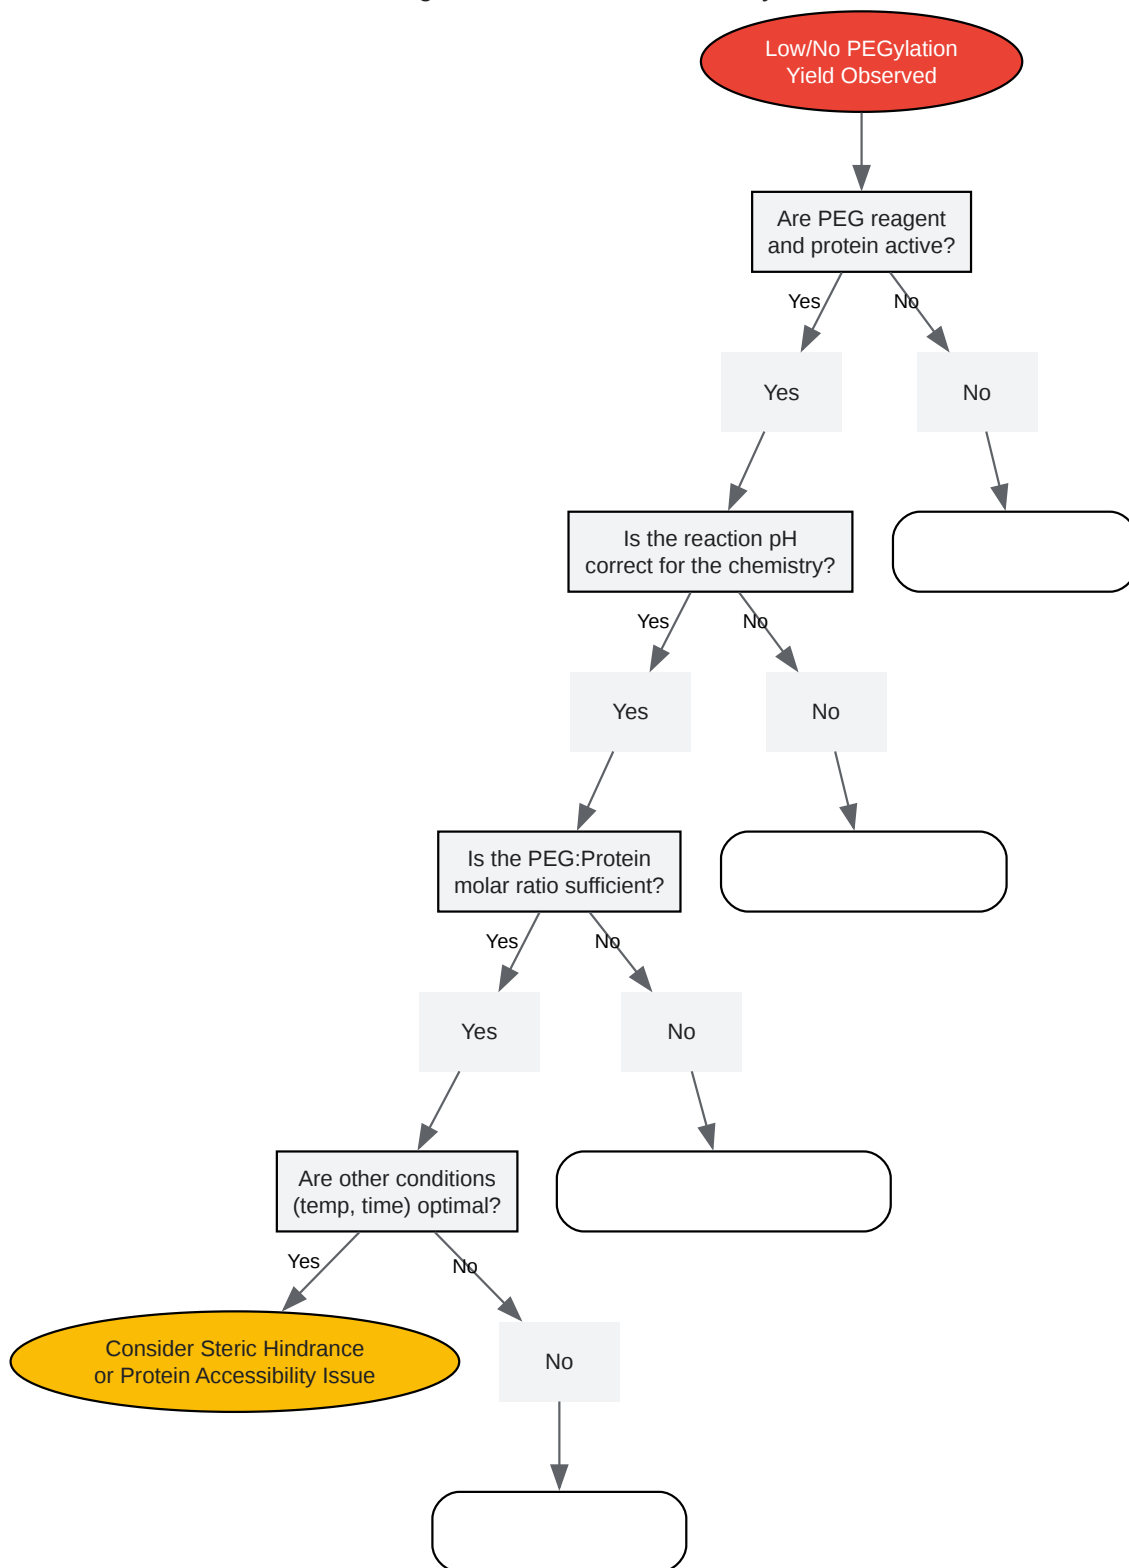 Low/No PEGylation
Yield Observed
Are PEG reagent
and protein active?
Yes
No
Yes
No
Is the reaction pH
correct for the chemistry?
Yes
No
Yes
No
Is the PEG:Protein
molar ratio sufficient?
Yes
No
Yes
No
Are other conditions
(temp, time) optimal?
Yes
No
Consider Steric Hindrance
or Protein Accessibility Issue
No